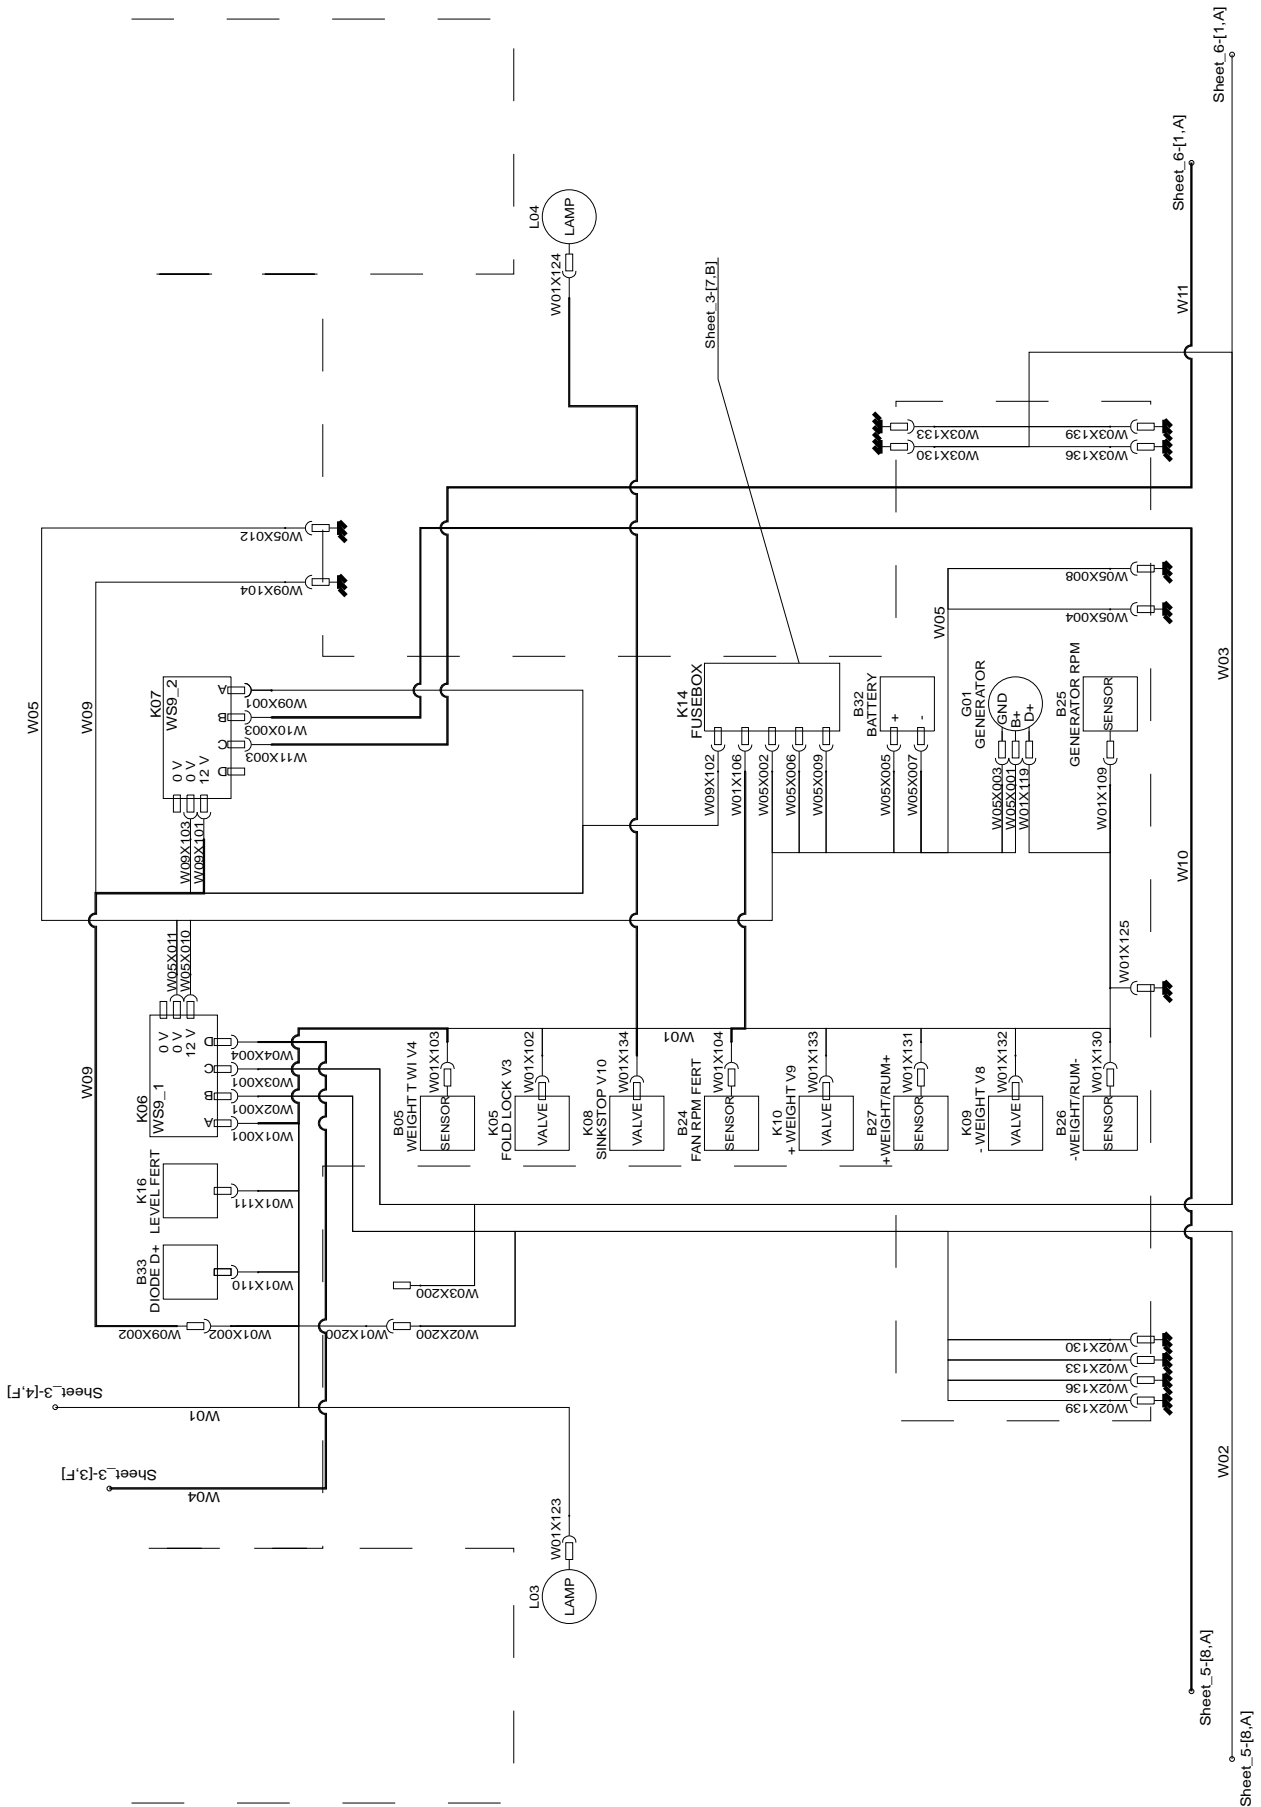 Sheet_6-[1,A]
Sheet_6-[1,A]
W11
L04
LAMP
W01X124
Sheet_3-[7,B]
W03X133
W03X130
W03X139
W03X136
W05X012
W09X104
W05X008
W05X004
W05
W09
W05
W03
K07
WS9_2
A
B
C
D
0 V
0 V
12 V
W09X001
W10X003
W11X003
W09X103
W09X101
K14
FUSEBOX
W09X102
W01X106
W05X002
W05X006
W05X009
B32
BATTERY
+
-
W05X005
W05X007
G01
GENERATOR
GND
B+
D+
W05X003
W05X001
W01X119
B25
GENERATOR RPM
SENSOR
W01X109
W10
W01X125
W05X011
W05X010
K06
WS9_1
0 V
0 V
12 V
D
C
B
A
W04X004
W03X001
W02X001
W01X001
W09
W01
B05
WEIGHT T WI V4
SENSOR
W01X103
K05
FOLD LOCK V3
VALVE
W01X102
K08
SINKSTOP V10
VALVE
W01X134
B24
FAN RPM FERT
SENSOR
W01X104
K10
+ WEIGHT V9
VALVE
W01X133
B27
+WEIGHT/RUM+
SENSOR
W01X131
K09
- WEIGHT V8
VALVE
W01X132
B26
-WEIGHT/RUM-
SENSOR
W01X130
K16
LEVEL FERT
W01X111
B33
DIODE D+
W01X110
W03X200
W09X002
W01X002
W01X200
W02X200
W02X130
W02X133
W02X136
W02X139
Sheet_3-[4,F]
W01
Sheet_3-[3,F]
W04
W02
W01X123
L03
LAMP
Sheet_5-[8,A]
Sheet_5-[8,A]